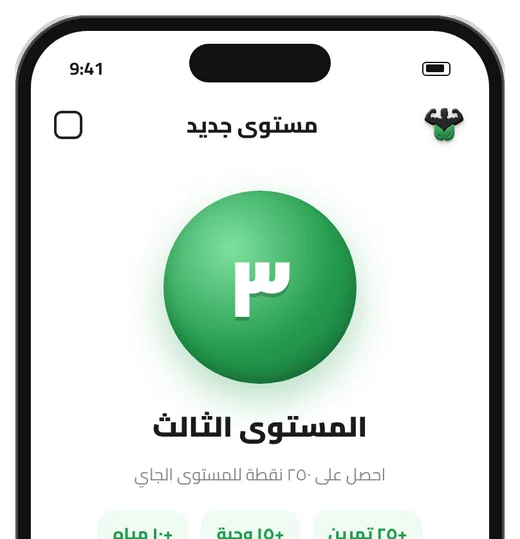 9:41
مستوى جديد
٣
المستوى الثالث
احصل على ٢٥٠ نقطة للمستوى الجاي
+٢٥ تمرين
+١٥ وجبة
+١٠ مياه